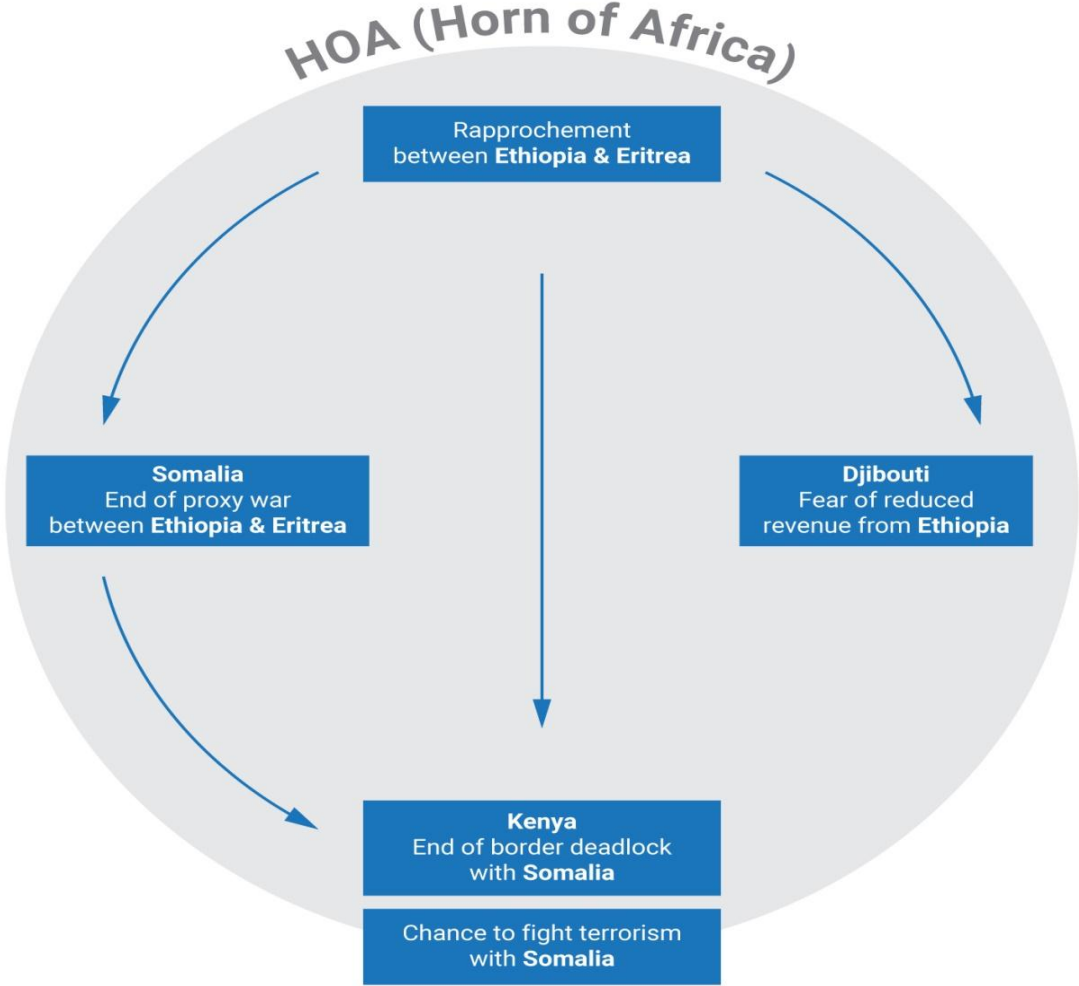 HOA (Horn of Africa)
Rapprochement
between Ethiopia & Eritrea
Somalia
End of proxy war
between Ethiopia & Eritrea
Djibouti
Fear of reduced
revenue from Ethiopia
Kenya
End of border deadlock
with Somalia
Chance to fight terrorism
with Somalia